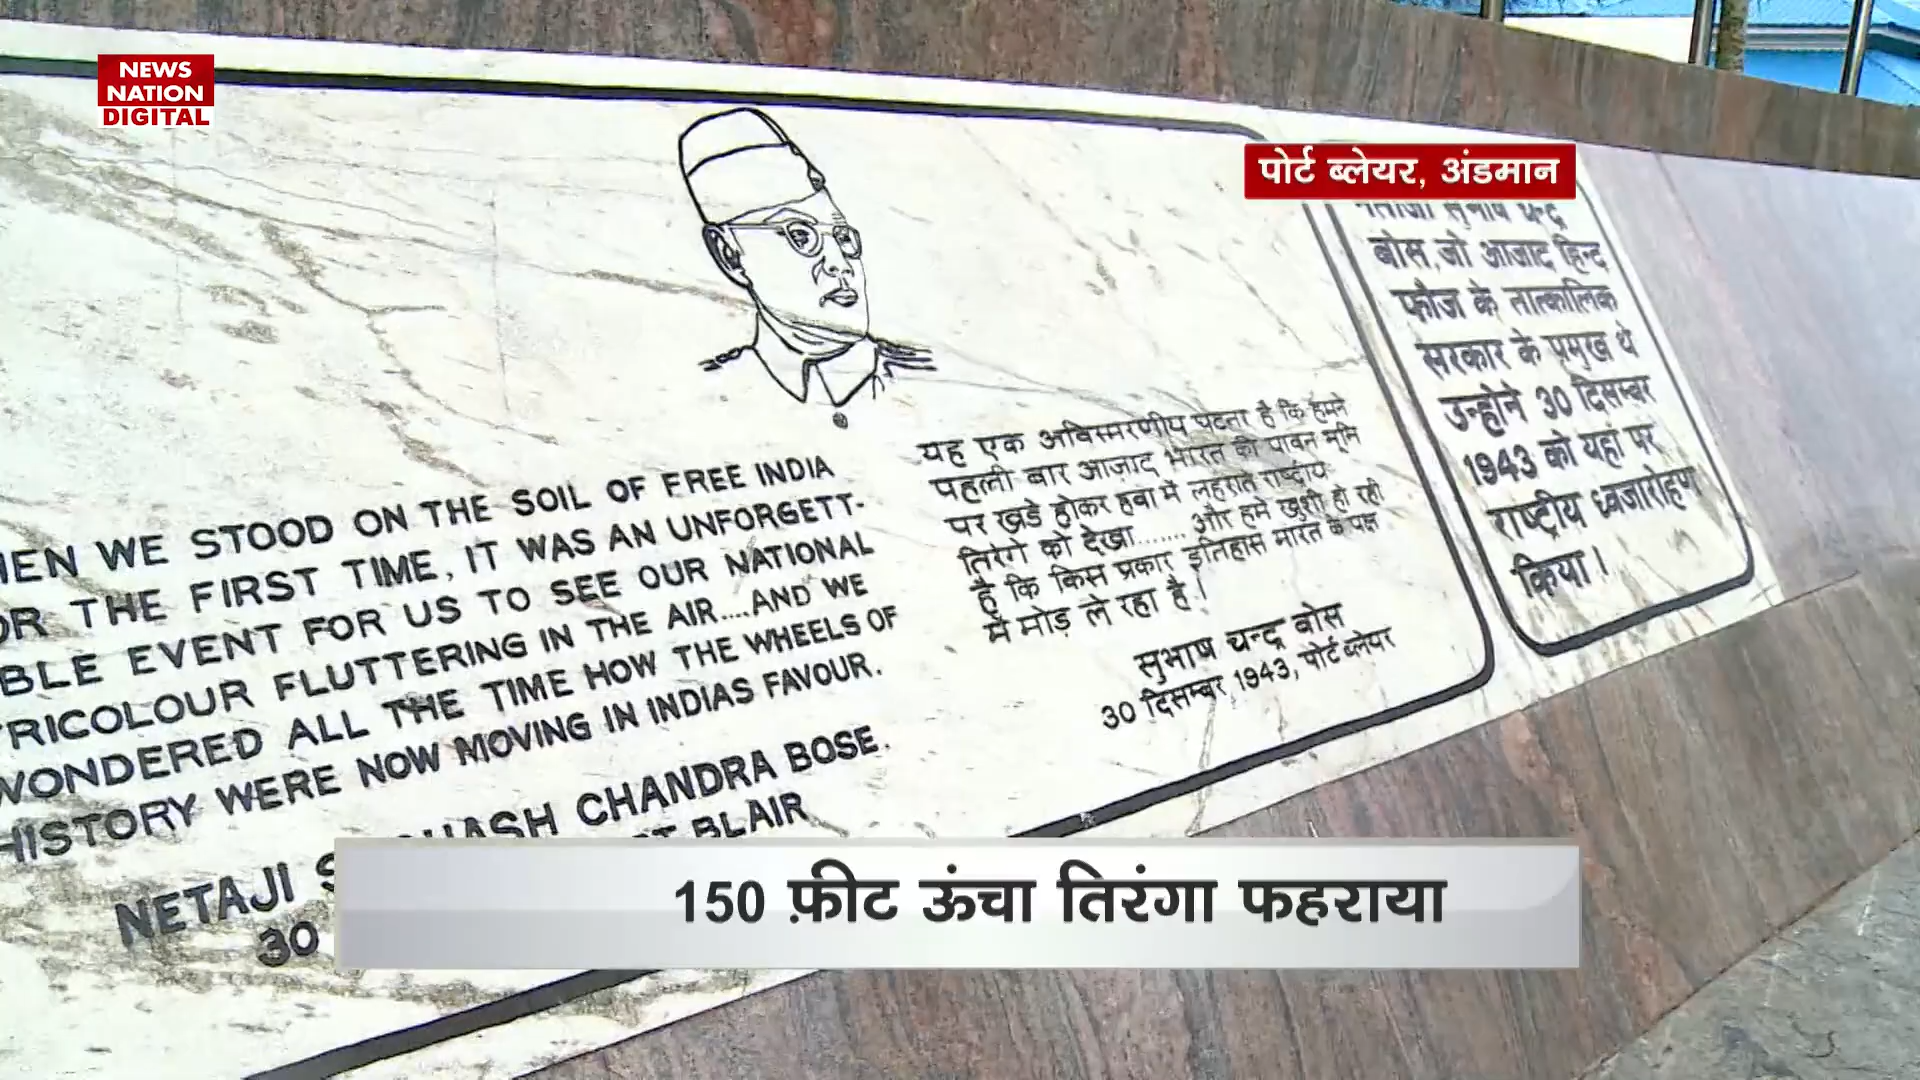 NEWS
NATION
DIGITAL
पोर्ट ब्लेयर, अंडमान
WE STOOD ON THE SOIL OF FREE INDIA
THE FIRST TIME, IT WAS AN UNFORGETT-
BLE EVENT FOR US TO SEE OUR NATIONAL
RICOLOUR FLUTTERING IN THE AIR....AND WE
WONDERED ALL THE TIME HOW THE WHEELS OF
HISTORY WERE NOW MOVING IN INDIAS FAVOUR.
NETAJI CHANDRA BOSE.
30 BLAIR
यह एक अविस्मरणीय घटना है कि हमने
पहली बार आज़ाद भारत की पावन भूमि
पर खडे होकर हवा में लहराते राष्ट्रीय
तिरंगे को देखा....... और हमे खुशी हो रही
है कि किस प्रकार इतिहास भारत के पक्ष
में मोड़ ले रहा है !
सुभाष चन्द्र बोस
30 दिसम्बर 1943, पोर्ट ब्लेयर
नेताजी सुभाष चन्द्र
बोस, जो आजाद हिन्द
फौज के तात्कालिक
सरकार के प्रमुख थे
उन्होने 30 दिसम्बर
1943 को यहां पर
राष्ट्रीय ध्वजारोहण
किया !
150 फ़ीट ऊंचा तिरंगा फहराया